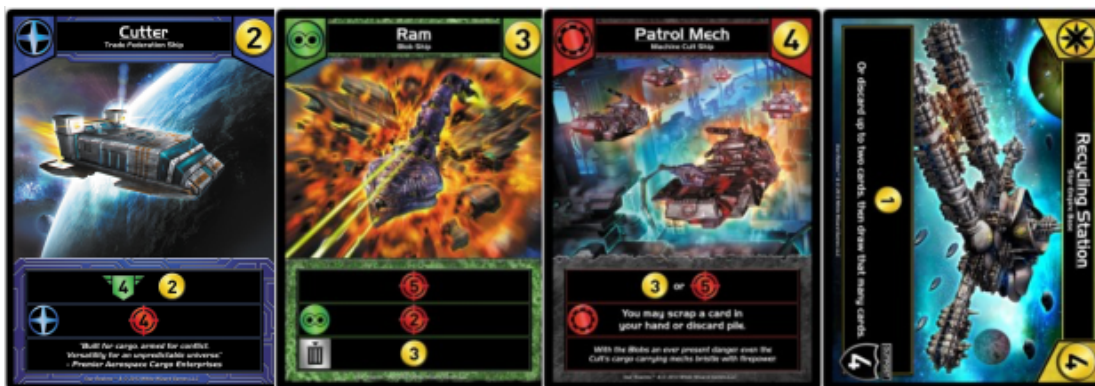 Cutter
Trade Federation Ship
2
4 2
4
"Built for cargo, armed for conflict.
Versatility for an unpredictable universe."
- Premier Aerospace Cargo Enterprises
Ram
Blob Ship
3
5
2
3
Patrol Mech
Machine Cult Ship
4
3 or 5
You may scrap a card in
your hand or discard pile.
With the Blobs an ever present danger even the
Cult's cargo carrying mechs bristle with firepower
Recycling Station
Star Empire Base
4
1
Or discard up to two cards, then draw that many cards.
OUTPOST
4